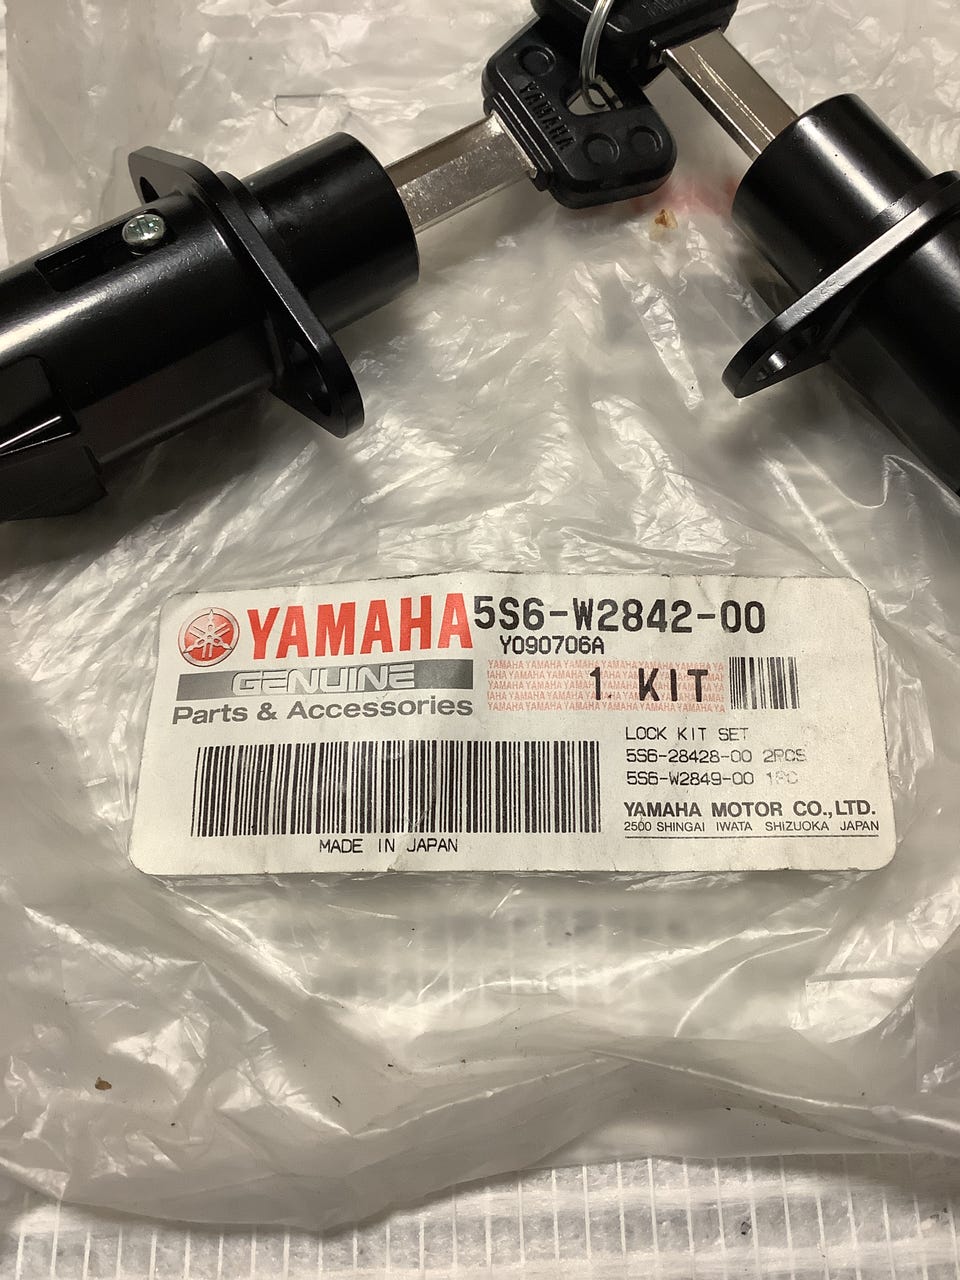 YAMAHA
YAMAHA 5S6-W2842-00
Y090706A
GENUINE
Parts & Accessories
1 KIT
LOCK KIT SET
5S6-28428-00 2PCS
5S6-W2849-00 1PC
YAMAHA MOTOR CO.,LTD.
2500 SHINGAI IWATA SHIZUOKA JAPAN
MADE IN JAPAN